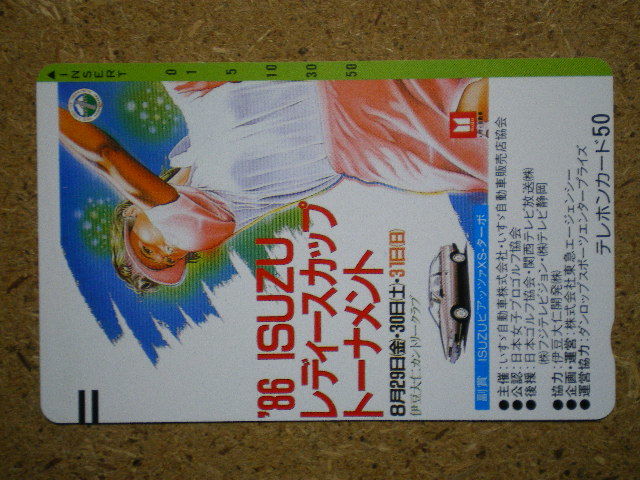 ▲INSERT 0 1 5 10 30 50
'86 ISUZU
レディースカップ
トーナメント
8月29日(金)・30日(土)・31日(日)
伊豆大仁カントリークラブ
副賞 ISUZUピアッツァXS・ターボ
●主催：いすゞ自動車株式会社・いすゞ自動車販売店協会
●公認：日本女子プロゴルフ協会
●後援：日本ゴルフ協会・関西テレビ放送(株)
(株)フジテレビジョン・(株)テレビ静岡
●協力：伊豆大仁開発(株)
●企画・運営：株式会社東急エージェンシー
●運営協力：ダンロップスポーツエンタープライズ
テレホンカード50